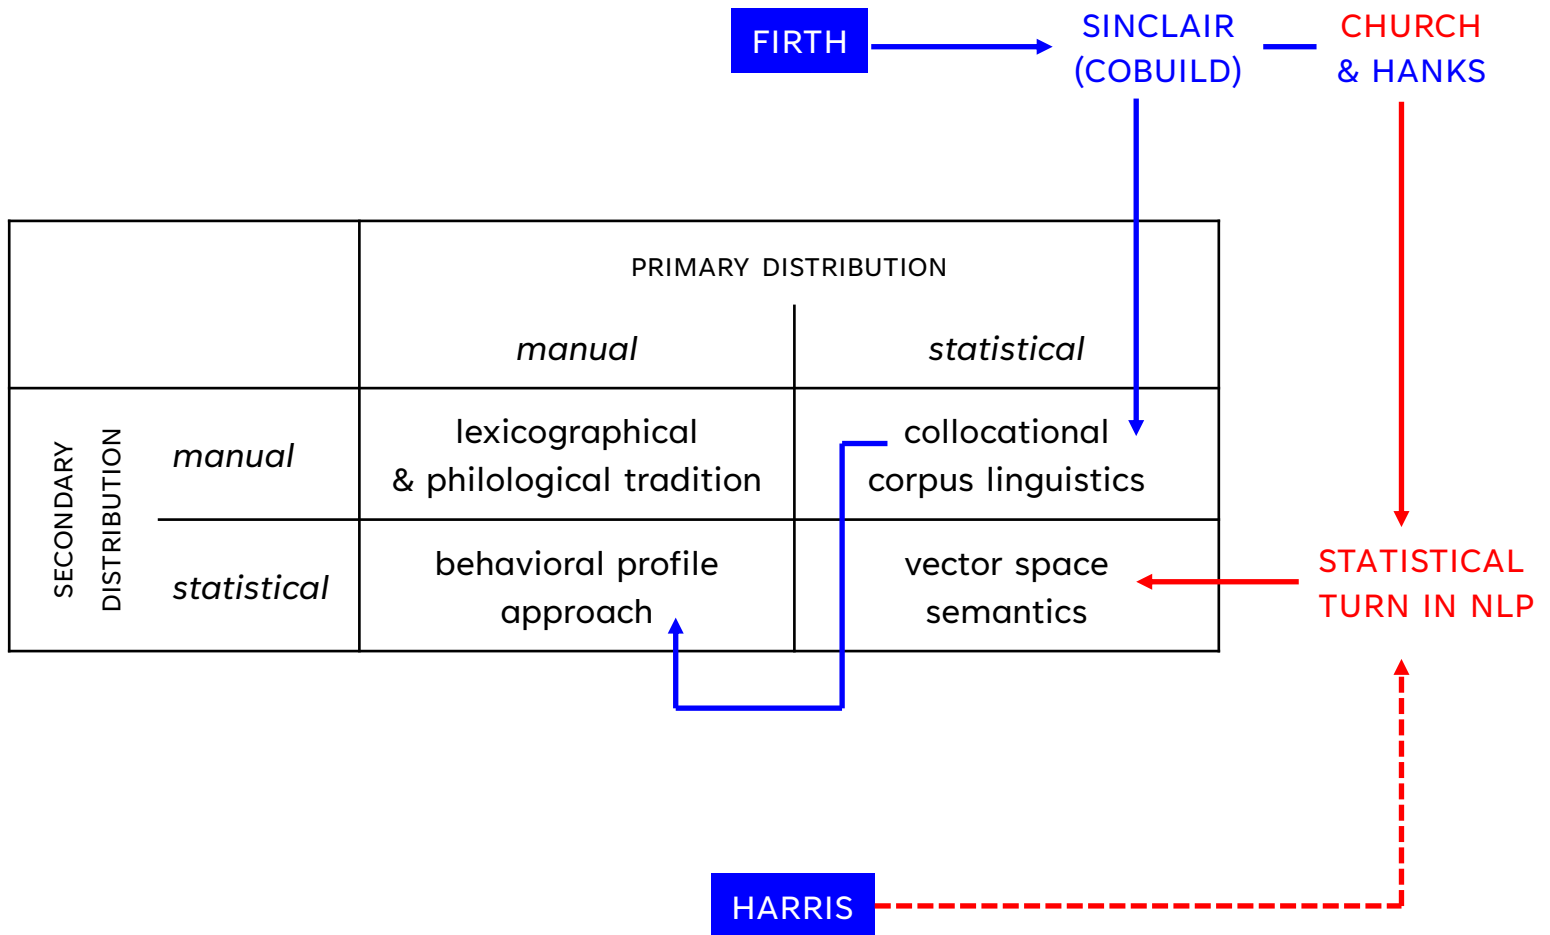 FIRTH
SINCLAIR
(COBUILD)
CHURCH
& HANKS
PRIMARY DISTRIBUTION
manual
statistical
SECONDARY
DISTRIBUTION
manual
lexicographical
& philological tradition
collocational
corpus linguistics
statistical
behavioral profile
approach
vector space
semantics
STATISTICAL
TURN IN NLP
HARRIS